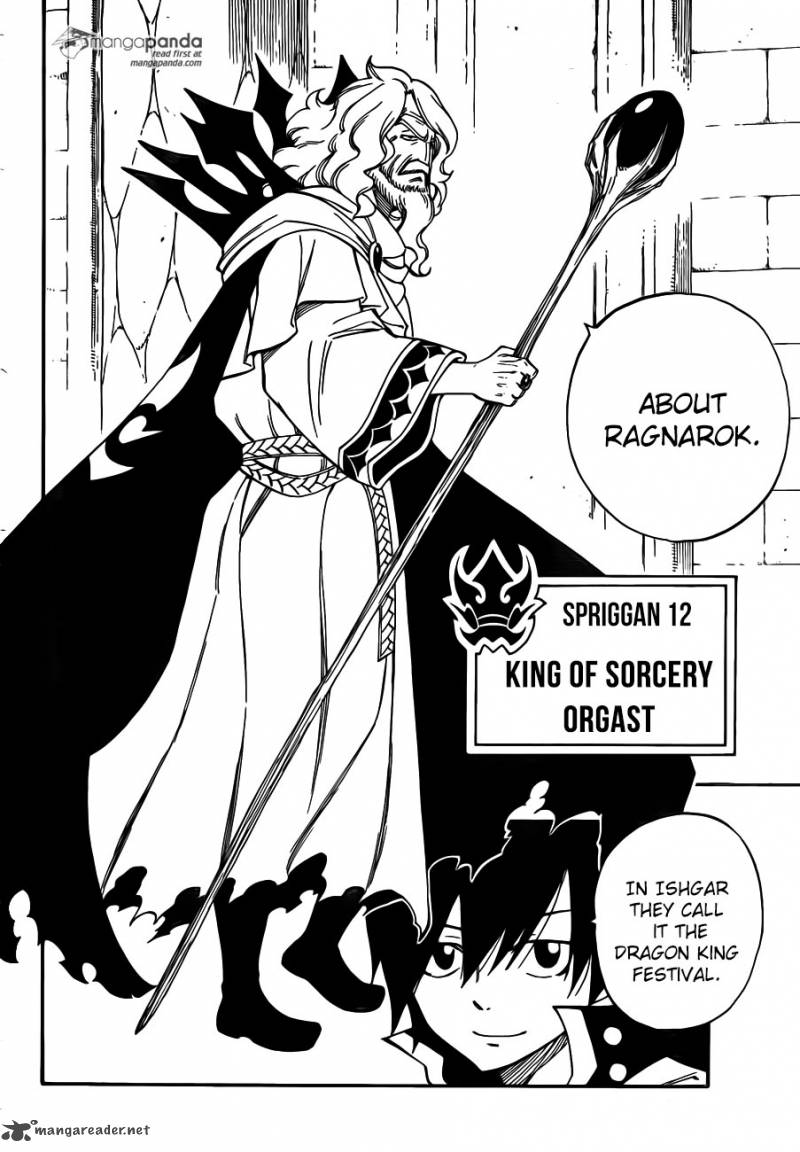 mangapanda
read first at
mangapanda.com
ABOUT
RAGNAROK.
SPRIGGAN 12
KING OF SORCERY
ORGAST
IN ISHGAR
THEY CALL
IT THE
DRAGON KING
FESTIVAL.
mangareader.net